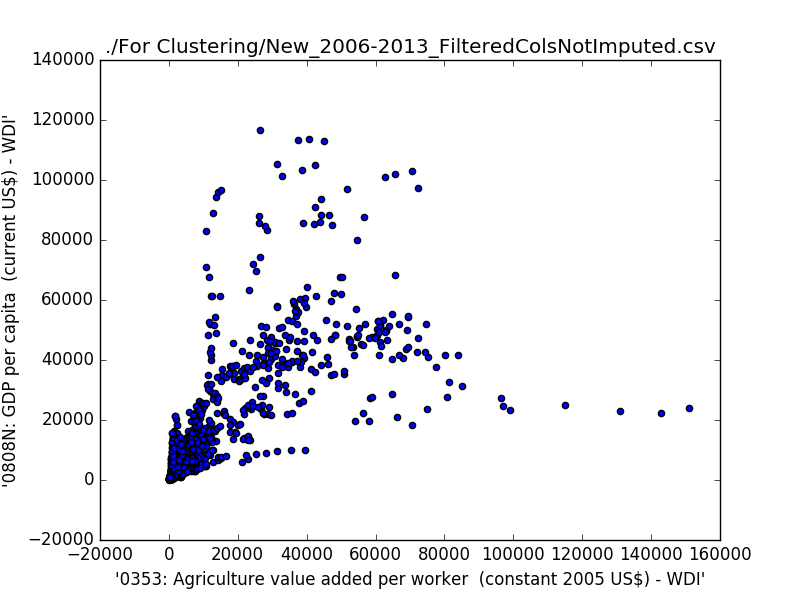 ./For Clustering/New_2006-2013_FilteredColsNotImputed.csv
140000
120000
100000
80000
60000
40000
20000
0
−20000
'0808N: GDP per capita  (current US$) - WDI'
−20000 0 20000 40000 60000 80000 100000 120000 140000 160000
'0353: Agriculture value added per worker  (constant 2005 US$) - WDI'